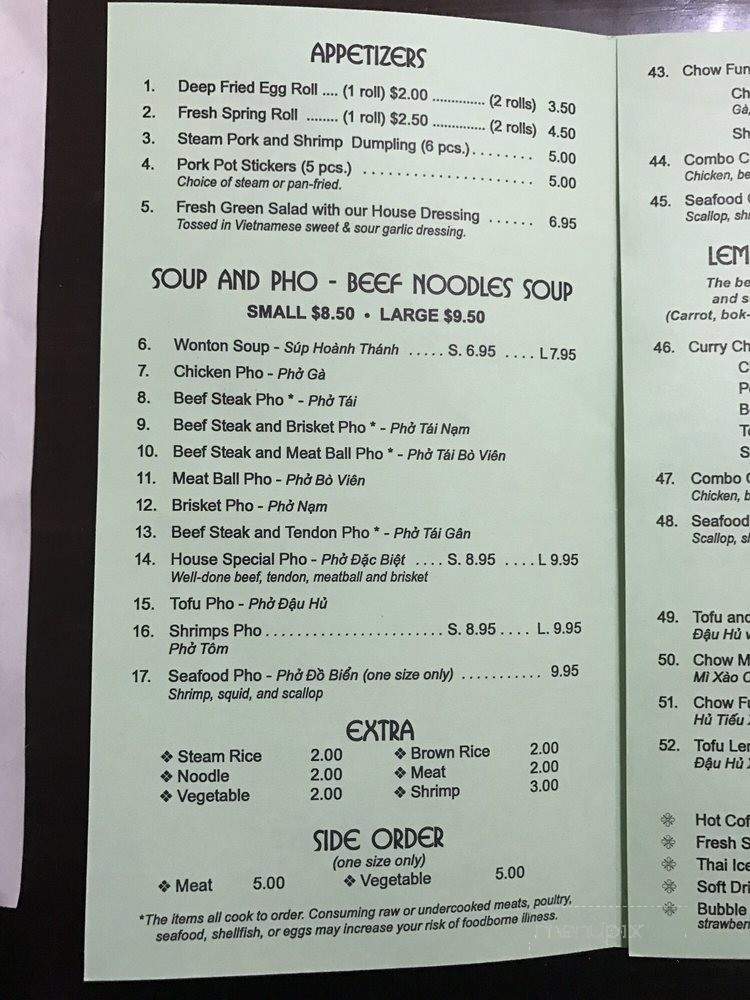 APPETIZERS
1. Deep Fried Egg Roll .... (1 roll) $2.00 .............. (2 rolls) 3.50
2. Fresh Spring Roll ........ (1 roll) $2.50 .............. (2 rolls) 4.50
3. Steam Pork and Shrimp Dumpling (6 pcs.)........ 5.00
4. Pork Pot Stickers (5 pcs.) ...................... 5.00
Choice of steam or pan-fried.
5. Fresh Green Salad with our House Dressing ...... 6.95
Tossed in Vietnamese sweet & sour garlic dressing.
SOUP AND PHO - BEEF NOODLES SOUP
SMALL $8.50 • LARGE $9.50
6. Wonton Soup - Súp Hoành Thánh ..... S. 6.95 .... L7.95
7. Chicken Pho - Phở Gà
8. Beef Steak Pho * - Phở Tái
9. Beef Steak and Brisket Pho * - Phở Tái Nạm
10. Beef Steak and Meat Ball Pho * - Phở Tái Bò Viên
11. Meat Ball Pho - Phở Bò Viên
12. Brisket Pho - Phở Nạm
13. Beef Steak and Tendon Pho * - Phở Tái Gân
14. House Special Pho - Phở Đặc Biệt .... S. 8.95 .... L 9.95
Well-done beef, tendon, meatball and brisket
15. Tofu Pho - Phở Đậu Hủ
16. Shrimps Pho....................... S. 8.95 .... L. 9.95
Phở Tôm
17. Seafood Pho - Phở Đồ Biển (one size only) ........... 9.95
Shrimp, squid, and scallop
EXTRA
❖ Steam Rice 2.00 ❖ Brown Rice 2.00
❖ Noodle 2.00 ❖ Meat 2.00
❖ Vegetable 2.00 ❖ Shrimp 3.00
SIDE ORDER
(one size only)
❖ Meat 5.00 ❖ Vegetable 5.00
*The items all cook to order. Consuming raw or undercooked meats, poultry,
seafood, shellfish, or eggs may increase your risk of foodborne illness.
menupix
43. Chow Fun
Gà,
44. Combo
Chicken,
45. Seafood
Scallop,
The
and
(Carrot,
46. Curry
47. Combo
Chicken,
48. Seafood
Scallop,
49. Tofu and
Đậu Hủ
50. Chow
Mì Xào
51. Chow
Hủ Tiếu
52. Tofu
Đậu Hủ
Hot
Fresh
Thai
Soft
Bubble